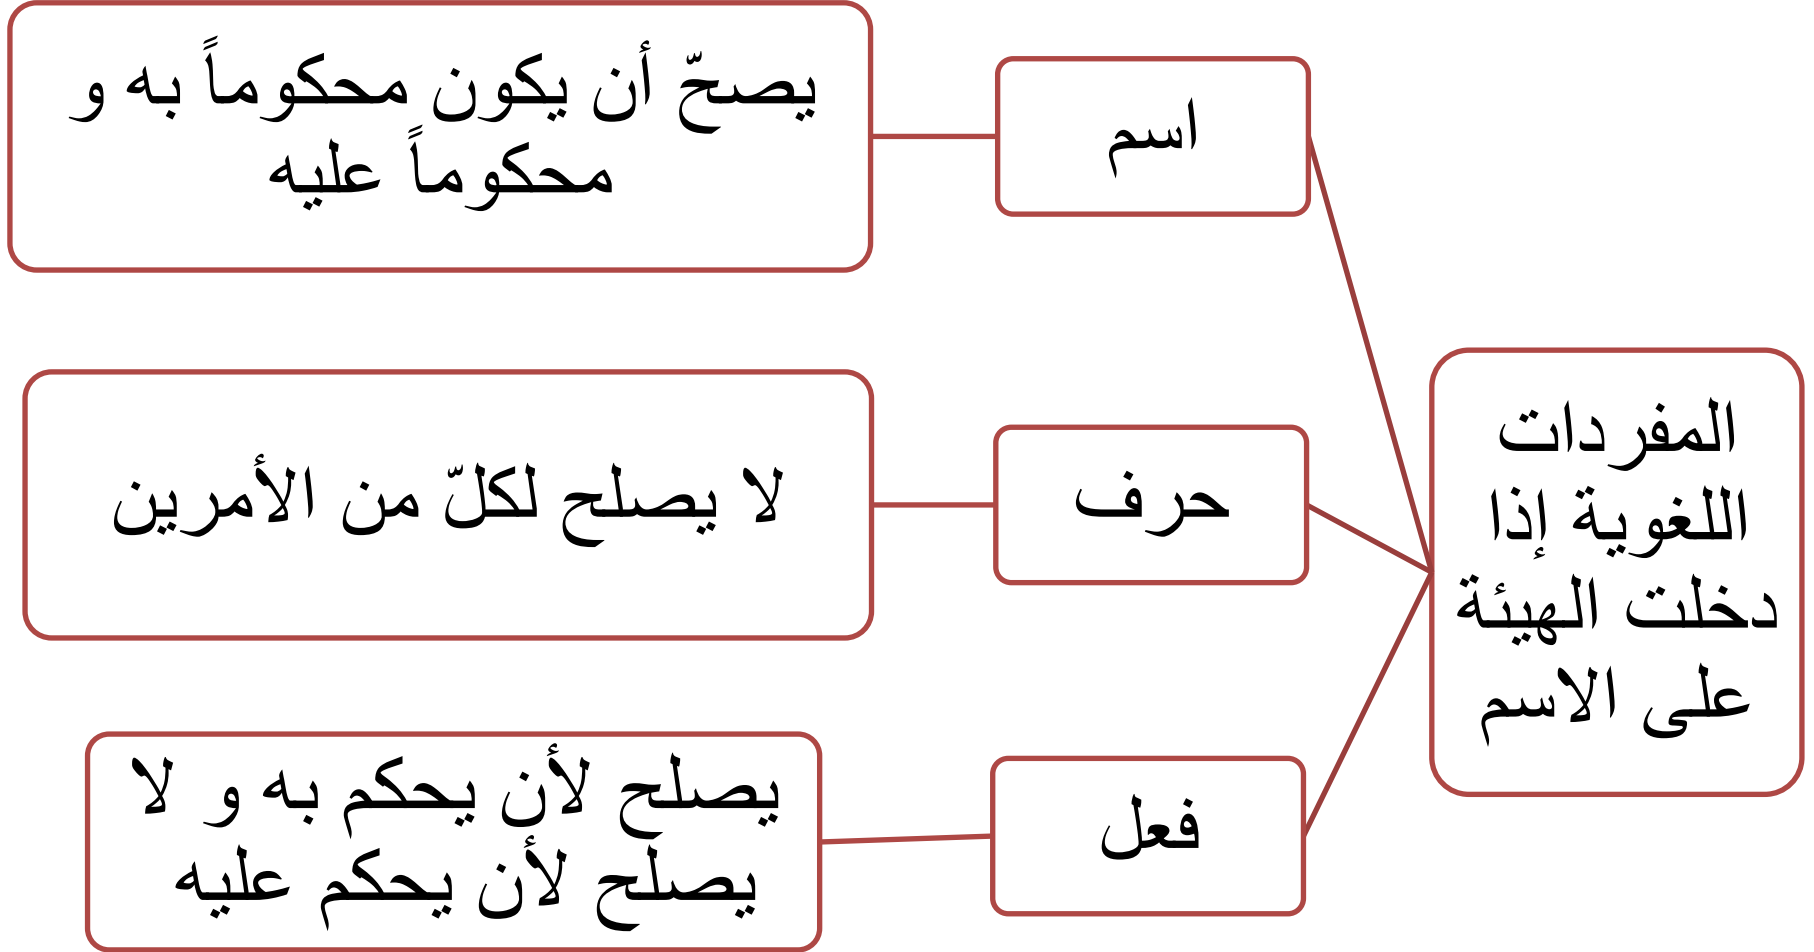 المفردات
اللغوية إذا
دخلت الهيئة
على الاسم
اسم
يصحّ أن يكون محكوماً به و
محكوماً عليه
حرف
لا يصلح لكلّ من الأمرين
فعل
يصلح لأن يحكم به و لا
يصلح لأن يحكم عليه